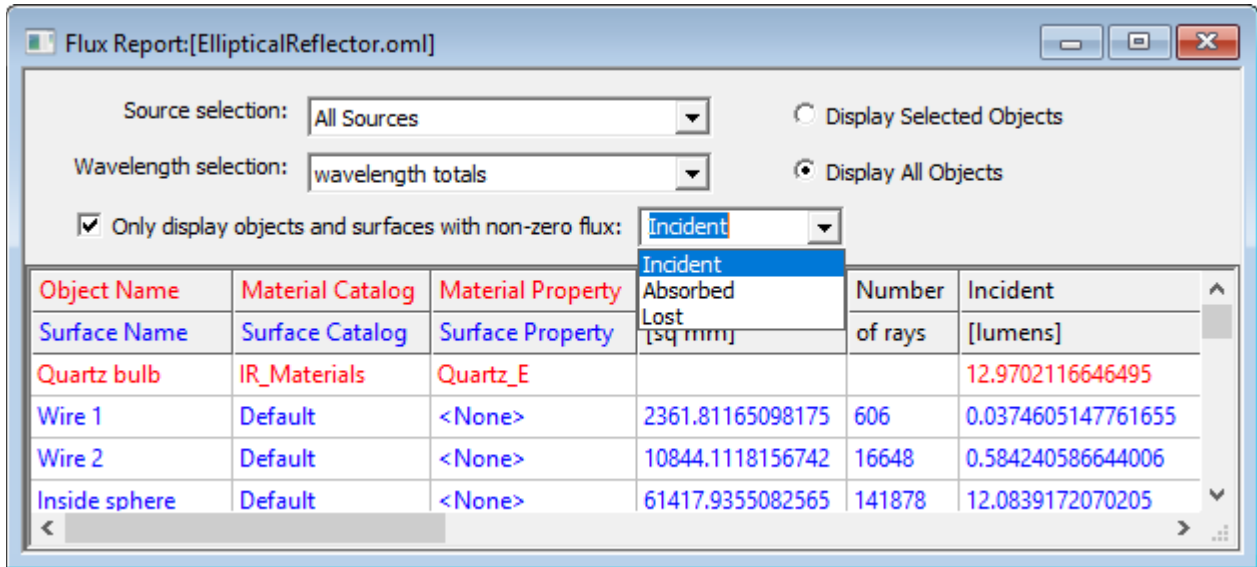 Flux Report:[EllipticalReflector.oml]
Source selection: All Sources Display Selected Objects
Wavelength selection: wavelength totals Display All Objects
Only display objects and surfaces with non-zero flux: Incident
Incident
Absorbed
Lost
Object Name Material Catalog Material Property Number Incident
Surface Name Surface Catalog Surface Property [sq mm] of rays [lumens]
Quartz bulb IR_Materials Quartz_E 12.9702116646495
Wire 1 Default <None> 2361.81165098175 606 0.0374605147761655
Wire 2 Default <None> 10844.1118156742 16648 0.584240586644006
Inside sphere Default <None> 61417.9355082565 141878 12.0839172070205